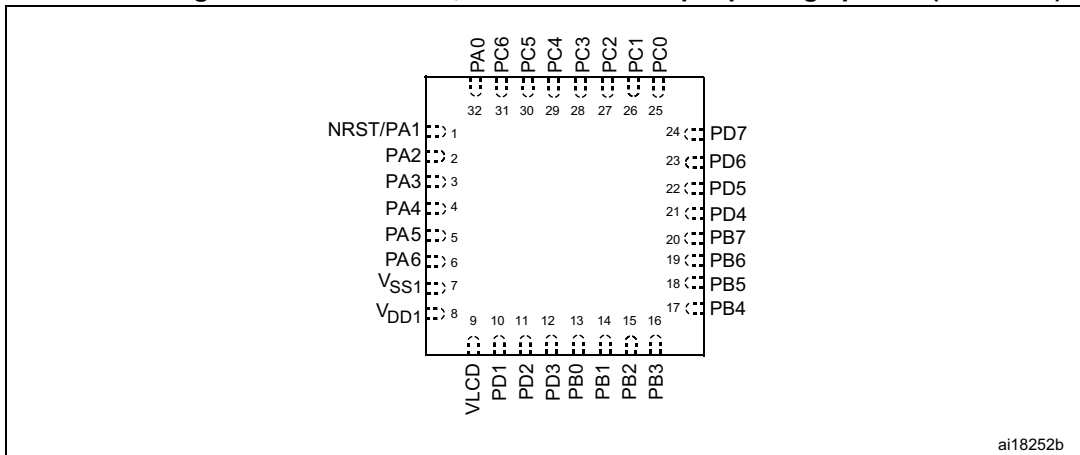 PA0 PC6 PC5 PC4 PC3 PC2 PC1 PC0
32 31 30 29 28 27 26 25
NRST/PA1 1 24 PD7
PA2 2 23 PD6
PA3 3 22 PD5
PA4 4 21 PD4
PA5 5 20 PB7
PA6 6 19 PB6
VSS1 7 18 PB5
VDD1 8 17 PB4
9 10 11 12 13 14 15 16
VLCD PD1 PD2 PD3 PB0 PB1 PB2 PB3
ai18252b